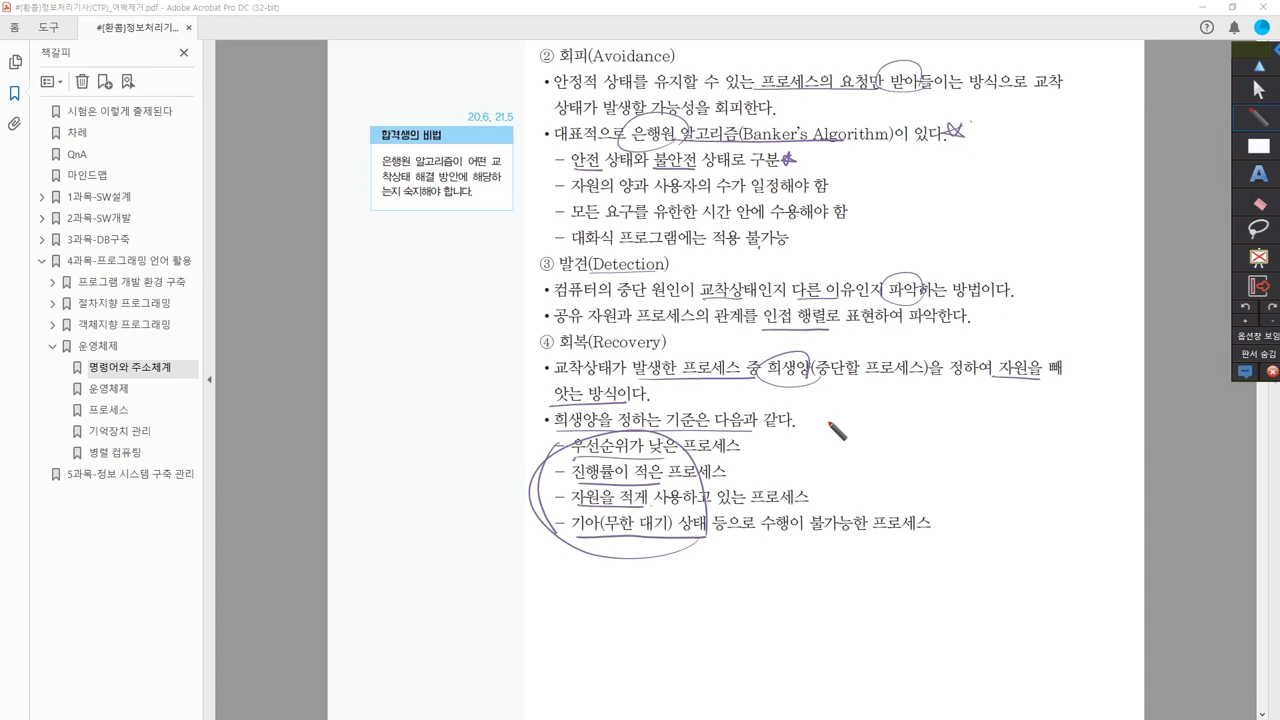 #[환콤]정보처리기사(CTP)_여백제거.pdf - Adobe Acrobat Pro DC (32-bit)
홈 도구 #[환콤]정보처리기... ×
책갈피
시험은 이렇게 출제된다
차례
QnA
마인드맵
1과목-SW설계
2과목-SW개발
3과목-DB구축
4과목-프로그래밍 언어 활용
프로그램 개발 환경 구축
절차지향 프로그래밍
객체지향 프로그래밍
운영체제
명령어와 주소체계
운영체제
프로세스
기억장치 관리
병렬 컴퓨팅
5과목-정보 시스템 구축 관리
20.6, 21.5
합격생의 비법
은행원 알고리즘이 어떤 교
착상태 해결 방안에 해당하
는지 숙지해야 합니다.
② 회피(Avoidance)
• 안정적 상태를 유지할 수 있는 프로세스의 요청만 받아들이는 방식으로 교착
상태가 발생할 가능성을 회피한다.
• 대표적으로 은행원 알고리즘(Banker's Algorithm)이 있다.
– 안전 상태와 불안전 상태로 구분
– 자원의 양과 사용자의 수가 일정해야 함
– 모든 요구를 유한한 시간 안에 수용해야 함
– 대화식 프로그램에는 적용 불가능
③ 발견(Detection)
• 컴퓨터의 중단 원인이 교착상태인지 다른 이유인지 파악하는 방법이다.
• 공유 자원과 프로세스의 관계를 인접 행렬로 표현하여 파악한다.
④ 회복(Recovery)
• 교착상태가 발생한 프로세스 중 희생양(중단할 프로세스)을 정하여 자원을 빼
앗는 방식이다.
• 희생양을 정하는 기준은 다음과 같다.
– 우선순위가 낮은 프로세스
– 진행률이 적은 프로세스
– 자원을 적게 사용하고 있는 프로세스
– 기아(무한 대기) 상태 등으로 수행이 불가능한 프로세스
옵션창 보임
판서 숨김